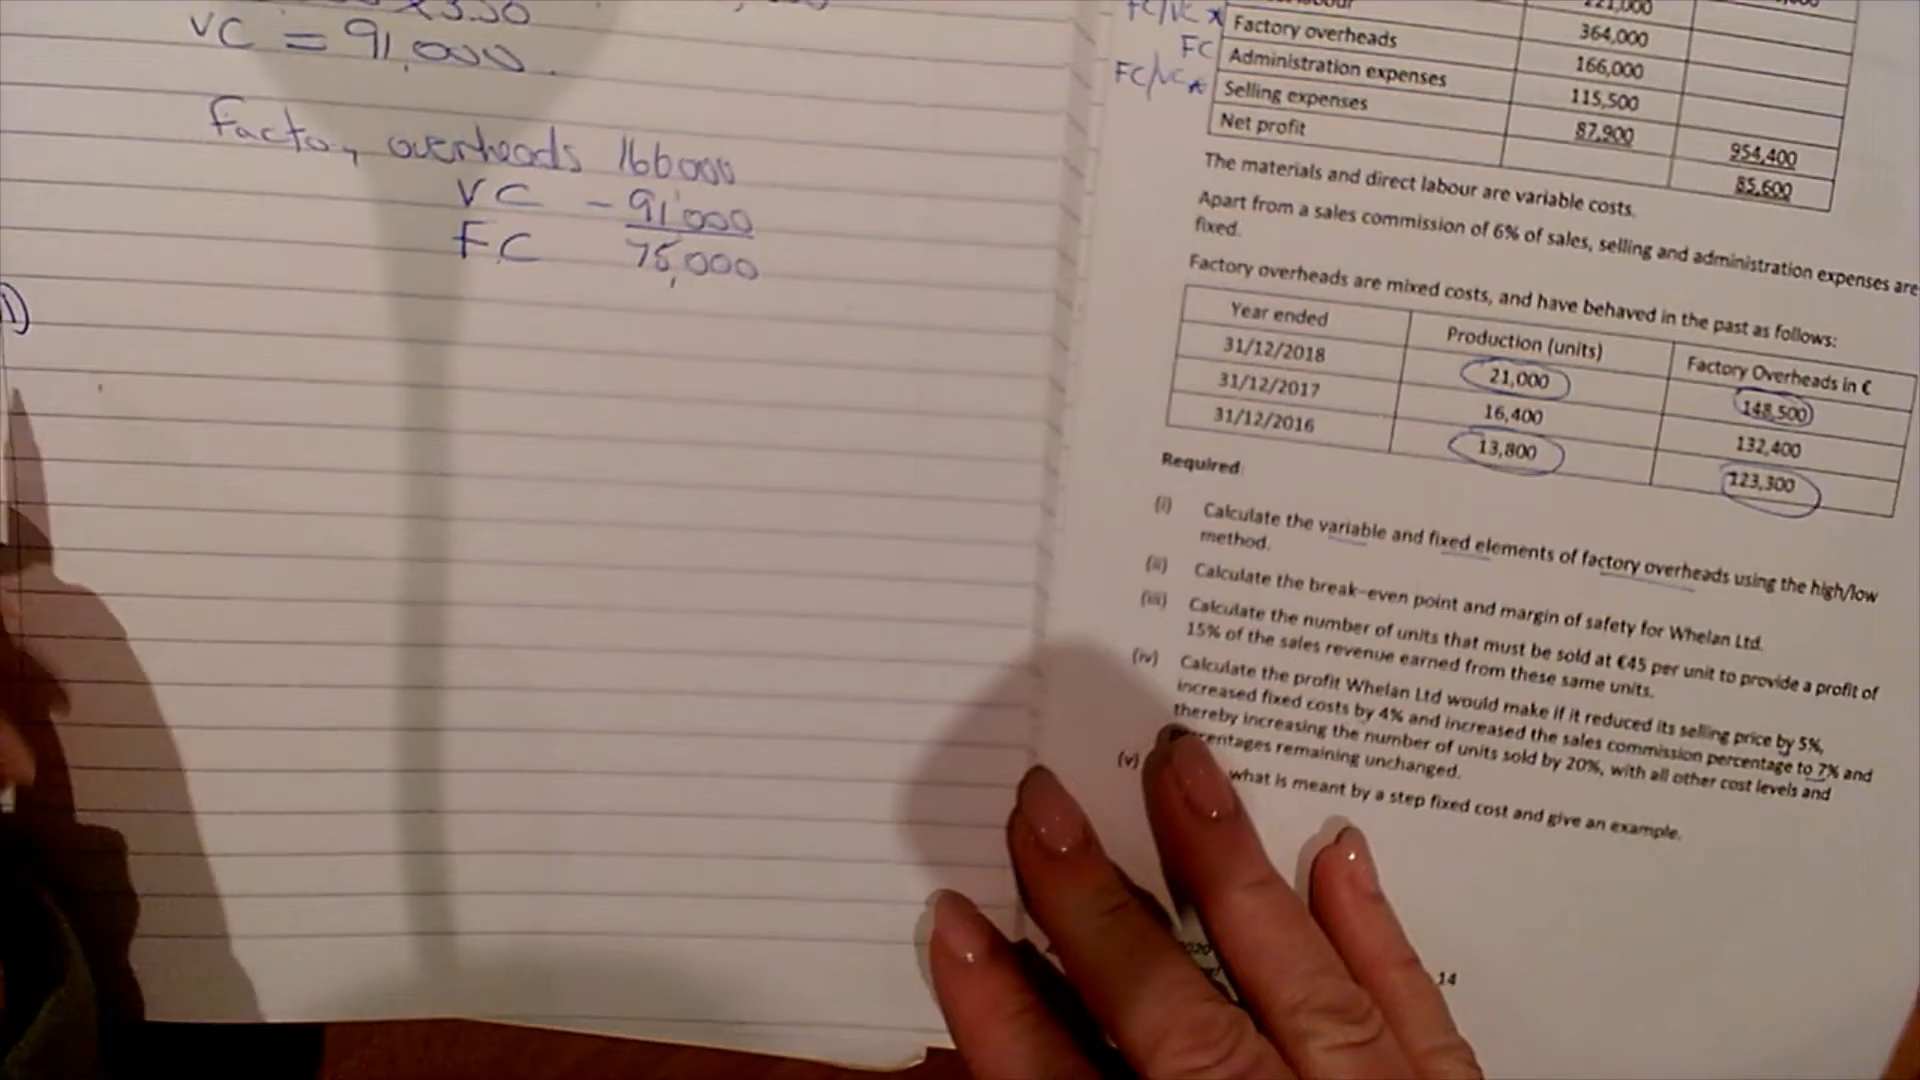 x3.50
VC = 91,000.
Factory overheads 166000
VC - 91'000
FC 75,000
FC/VC *
FC
FC/VC *
221,000
Factory overheads 364,000
Administration expenses 166,000
Selling expenses 115,500
Net profit 87,900 954,400
85,600
The materials and direct labour are variable costs.
Apart from a sales commission of 6% of sales, selling and administration expenses are
fixed.
Factory overheads are mixed costs, and have behaved in the past as follows:
Year ended Production (units) Factory Overheads in €
31/12/2018 21,000 148,500
31/12/2017 16,400 132,400
31/12/2016 13,800 123,300
Required
(i) Calculate the variable and fixed elements of factory overheads using the high/low
method.
(ii) Calculate the break-even point and margin of safety for Whelan Ltd.
(iii) Calculate the number of units that must be sold at €45 per unit to provide a profit of
15% of the sales revenue earned from these same units.
(iv) Calculate the profit Whelan Ltd would make if it reduced its selling price by 5%,
increased fixed costs by 4% and increased the sales commission percentage to 7% and
thereby increasing the number of units sold by 20%, with all other cost levels and
percentages remaining unchanged.
(v) what is meant by a step fixed cost and give an example.
14